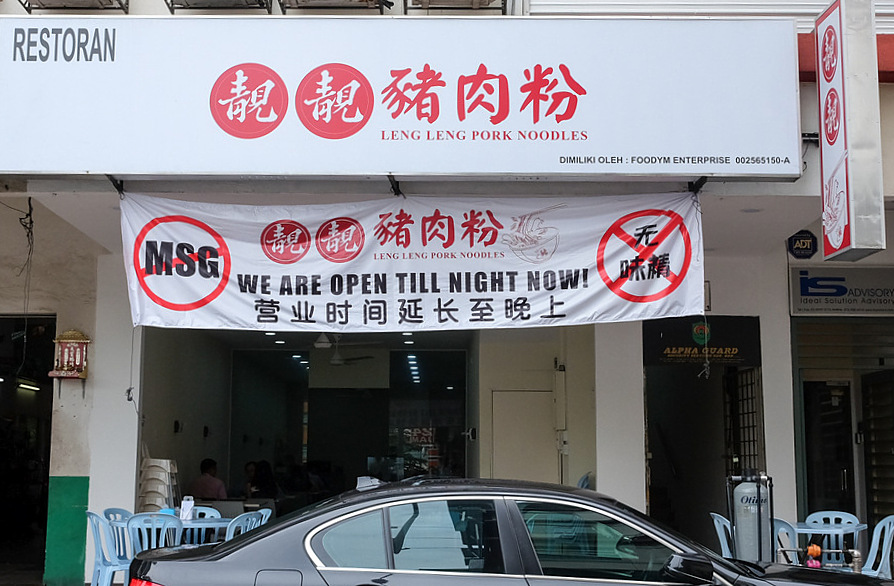 RESTORAN
靚靚豬肉粉
LENG LENG PORK NOODLES
DIMILIKI OLEH : FOODYM ENTERPRISE 002565150-A
靚靚
MSG
靚靚豬肉粉
LENG LENG PORK NOODLES
WE ARE OPEN TILL NIGHT NOW!
营业时间延长至晚上
无
味精
ADT
is ADVISORY
Ideal Solution Advisory
ALPHA GUARD